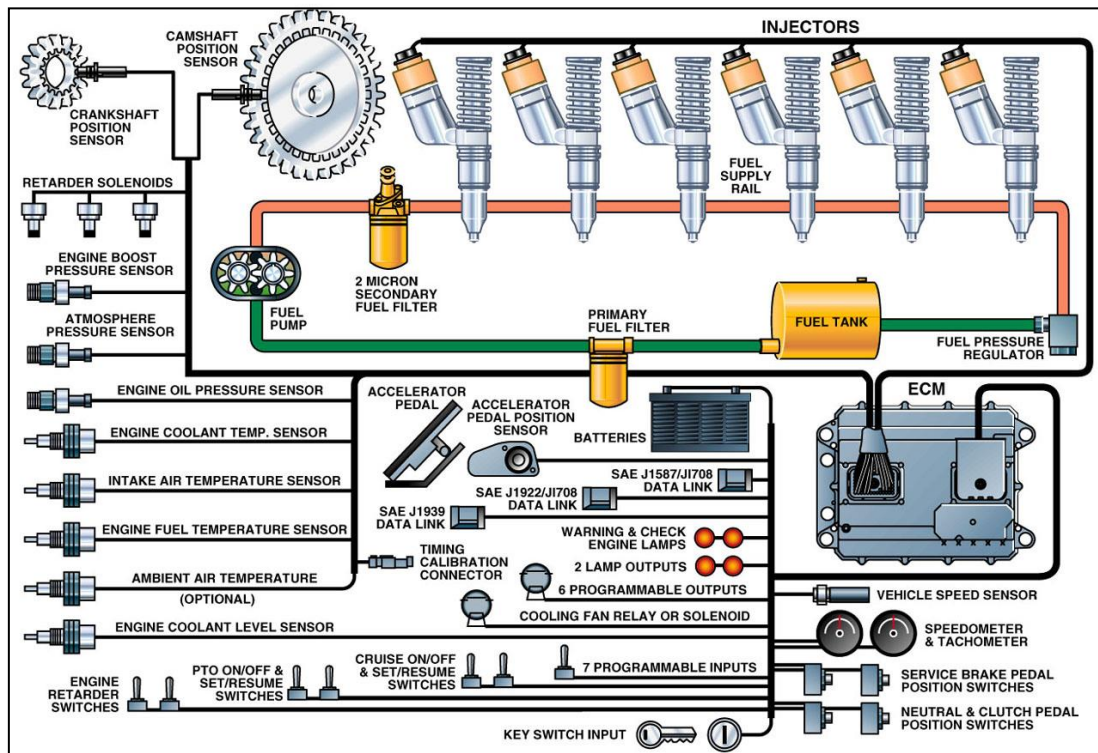 CAMSHAFT
POSITION
SENSOR
INJECTORS
CRANKSHAFT
POSITION
SENSOR
RETARDER SOLENOIDS
FUEL
SUPPLY
RAIL
ENGINE BOOST
PRESSURE SENSOR
2 MICRON
SECONDARY
FUEL FILTER
FUEL
PUMP
ATMOSPHERE
PRESSURE SENSOR
PRIMARY
FUEL FILTER
FUEL TANK
FUEL PRESSURE
REGULATOR
ENGINE OIL PRESSURE SENSOR
ACCELERATOR
PEDAL
ACCELERATOR
PEDAL POSITION
SENSOR
BATTERIES
ECM
ENGINE COOLANT TEMP. SENSOR
SAE J1587/JI708
DATA LINK
INTAKE AIR TEMPERATURE SENSOR
SAE J1922/JI708
DATA LINK
SAE J1939
DATA LINK
ENGINE FUEL TEMPERATURE SENSOR
WARNING & CHECK
ENGINE LAMPS
TIMING
CALIBRATION
CONNECTOR
2 LAMP OUTPUTS
AMBIENT AIR TEMPERATURE
(OPTIONAL)
6 PROGRAMMABLE OUTPUTS
VEHICLE SPEED SENSOR
COOLING FAN RELAY OR SOLENOID
ENGINE COOLANT LEVEL SENSOR
SPEEDOMETER
& TACHOMETER
CRUISE ON/OFF
& SET/RESUME
SWITCHES
7 PROGRAMMABLE INPUTS
PTO ON/OFF &
SET/RESUME
SWITCHES
ENGINE
RETARDER
SWITCHES
SERVICE BRAKE PEDAL
POSITION SWITCHES
NEUTRAL & CLUTCH PEDAL
POSITION SWITCHES
KEY SWITCH INPUT